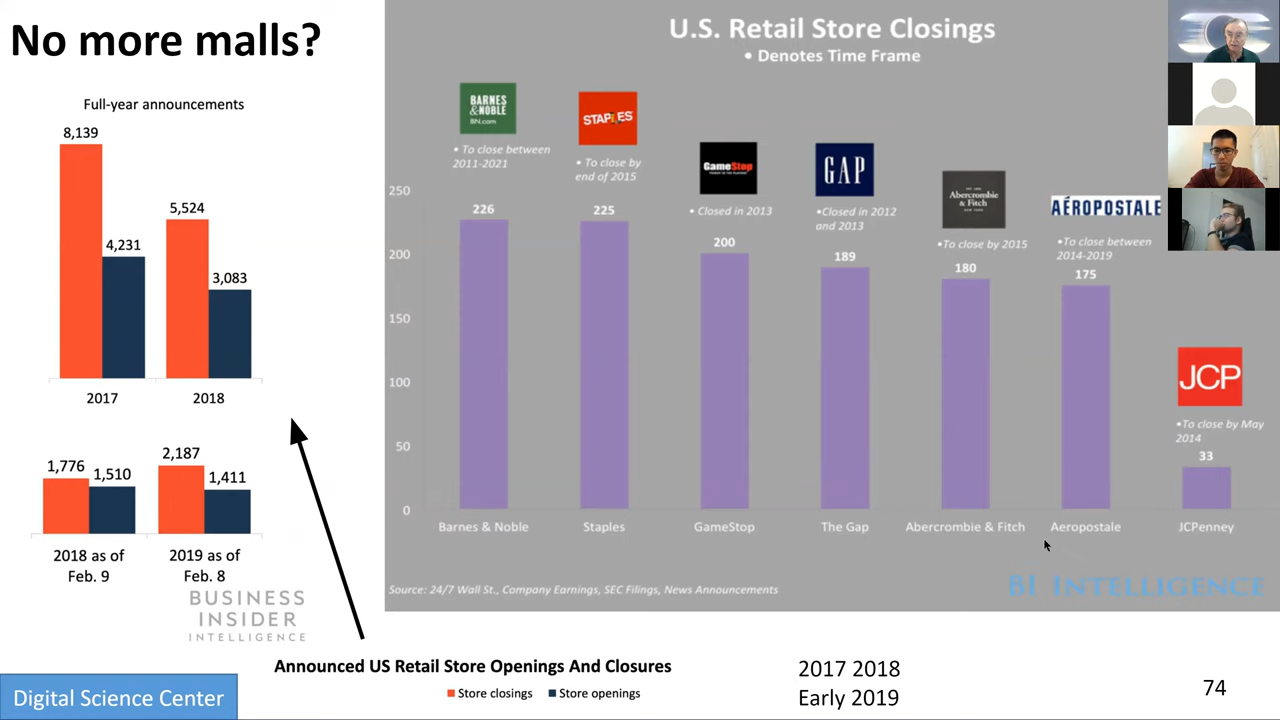 No more malls?
Full-year announcements
8,139
4,231
5,524
3,083
2017
2018
1,776
1,510
2,187
1,411
2018 as of
Feb. 9
2019 as of
Feb. 8
BUSINESS
INSIDER
INTELLIGENCE
U.S. Retail Store Closings
• Denotes Time Frame
BARNES
&NOBLE
BN.com
• To close between
2011-2021
STAPLES
• To close by
end of 2015
GameStop
• Closed in 2013
GAP
•Closed in 2012
and 2013
Abercrombie
& Fitch
NEW YORK
•To close by 2015
AÉROPOSTALE
•To close between
2014-2019
JCP
•To close by May
2014
250
200
150
100
50
0
226
225
200
189
180
175
33
Barnes & Noble
Staples
GameStop
The Gap
Abercrombie & Fitch
Aeropostale
JCPenney
Source: 24/7 Wall St., Company Earnings, SEC Filings, News Announcements
BI INTELLIGENCE
Announced US Retail Store Openings And Closures
Store closings
Store openings
2017 2018
Early 2019
Digital Science Center
74